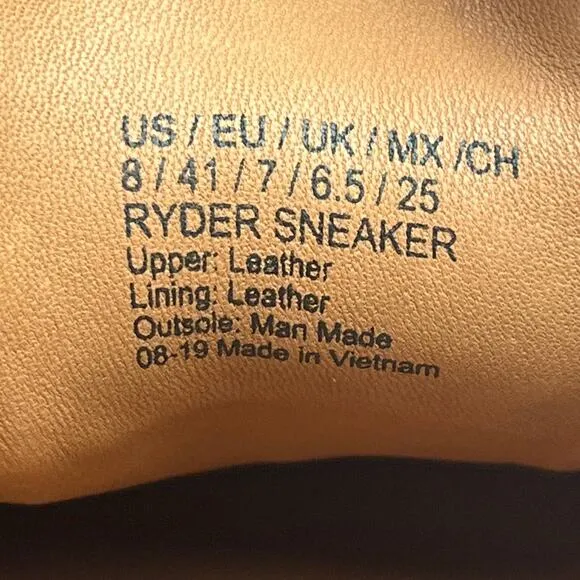 US / EU / UK / MX /CH
8 / 41 / 7 / 6.5 / 25
RYDER SNEAKER
Upper: Leather
Lining: Leather
Outsole: Man Made
08-19 Made in Vietnam